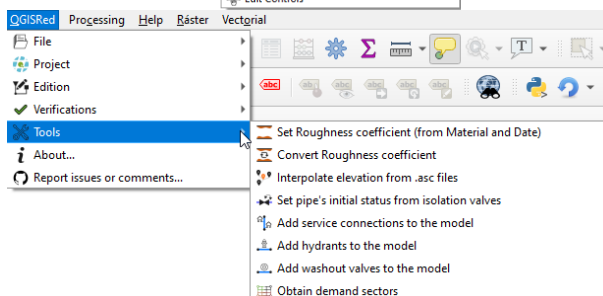 Edit Controls
QGISRed Processing Help Ráster Vectorial
File
Project
Edition
Verifications
Tools
About...
Report issues or comments...
abc
Set Roughness coefficient (from Material and Date)
Convert Roughness coefficient
Interpolate elevation from .asc files
Set pipe's initial status from isolation valves
Add service connections to the model
Add hydrants to the model
Add washout valves to the model
Obtain demand sectors